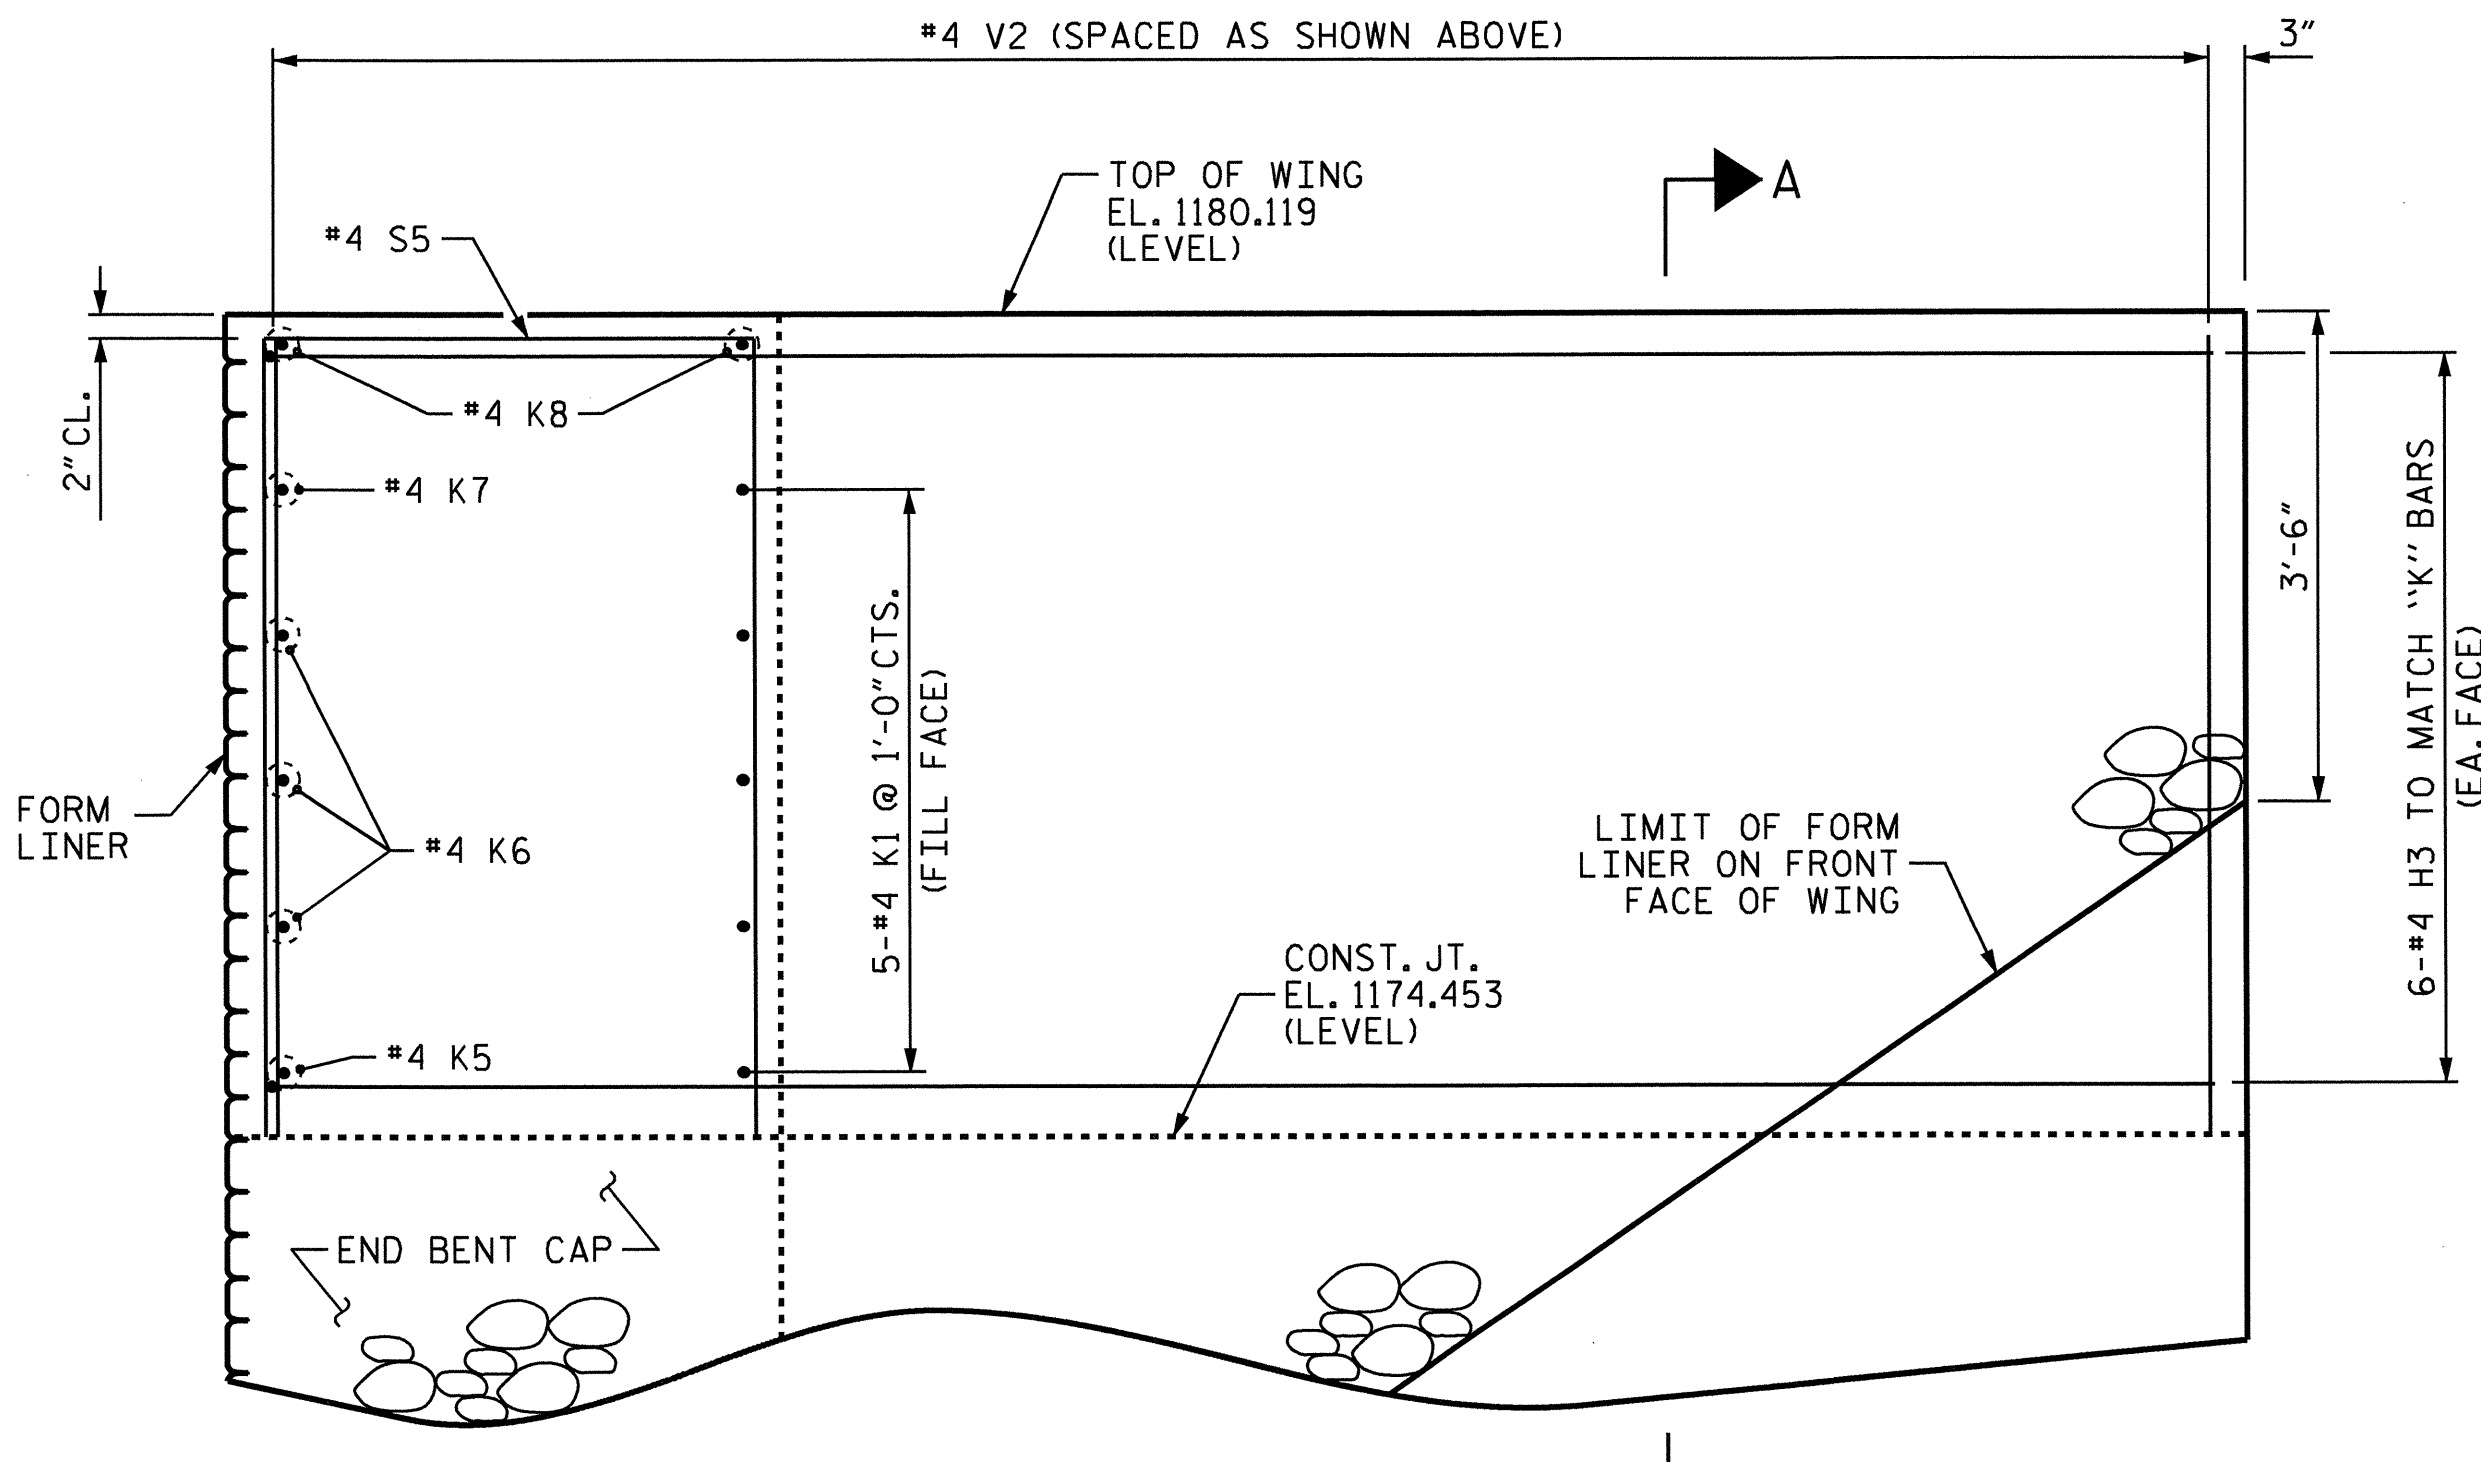 #4 V2 (SPACED AS SHOWN ABOVE)
3"
TOP OF WING
EL. 1180.119
(LEVEL)
A
#4 S5
2" CL.
#4 K8
#4 K7
5-#4 K1 @ 1'-0" CTS.
(FILL FACE)
3'-6"
6-#4 H3 TO MATCH "K" BARS
(EA. FACE)
FORM
LINER
#4 K6
LIMIT OF FORM
LINER ON FRONT
FACE OF WING
CONST. JT.
EL. 1174.453
(LEVEL)
#4 K5
END BENT CAP